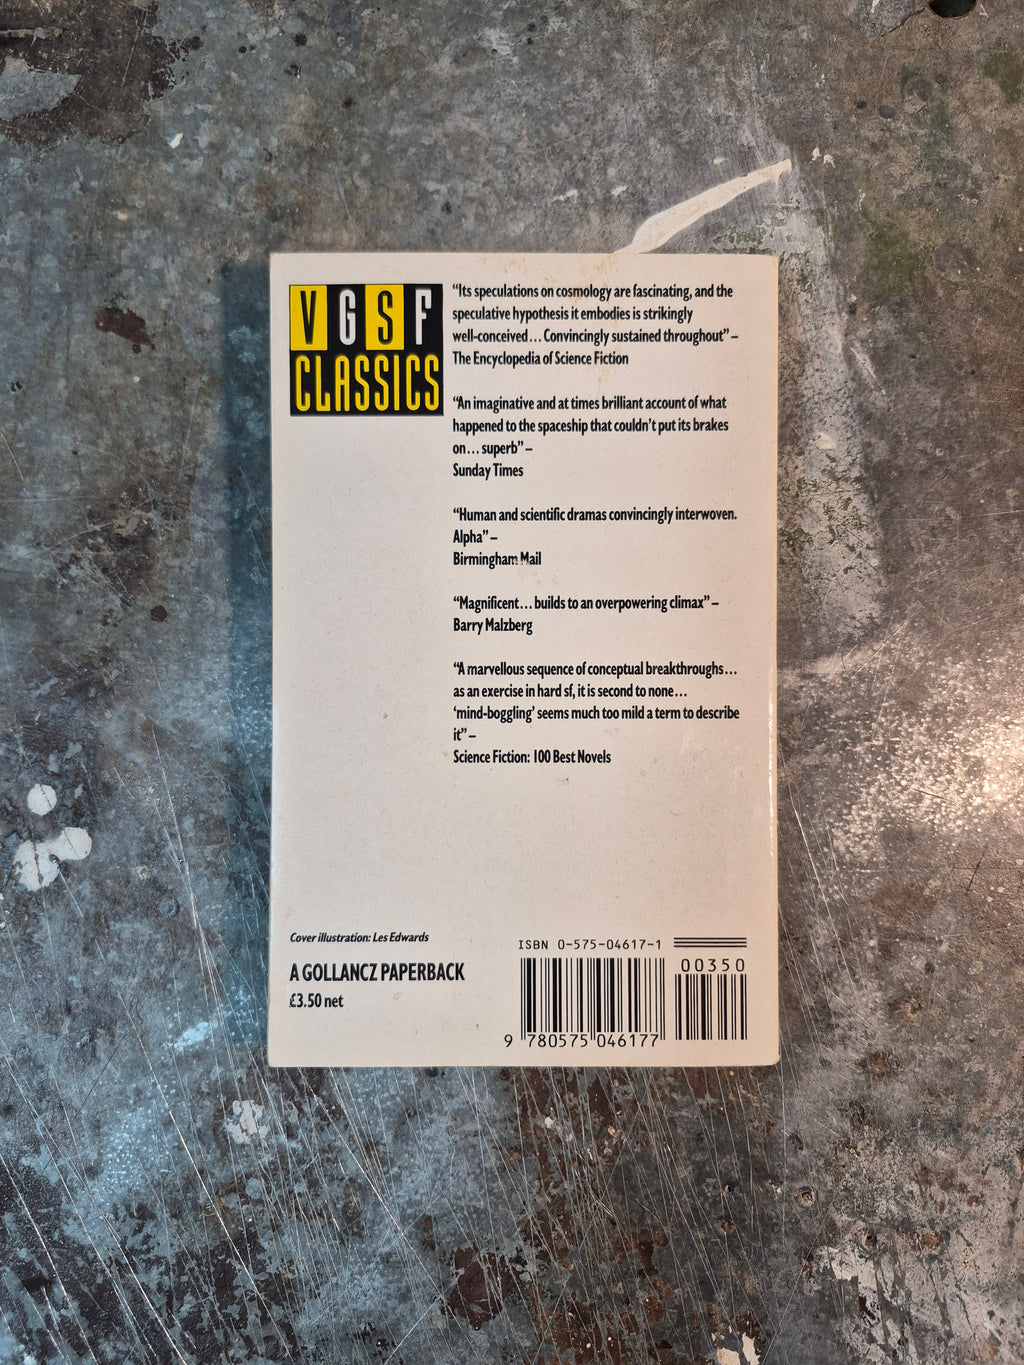 VGSF
CLASSICS
“Its speculations on cosmology are fascinating, and the
speculative hypothesis it embodies is strikingly
well-conceived... Convincingly sustained throughout” –
The Encyclopedia of Science Fiction
“An imaginative and at times brilliant account of what
happened to the spaceship that couldn’t put its brakes
on... superb” –
Sunday Times
“Human and scientific dramas convincingly interwoven.
Alpha” –
Birmingham Mail
“Magnificent... builds to an overpowering climax” –
Barry Malzberg
“A marvellous sequence of conceptual breakthroughs...
as an exercise in hard sf, it is second to none...
‘mind-boggling’ seems much too mild a term to describe
it” –
Science Fiction: 100 Best Novels
Cover illustration: Les Edwards
A GOLLANCZ PAPERBACK
£3.50 net
ISBN 0-575-04617-1
00350
9 780575 046177